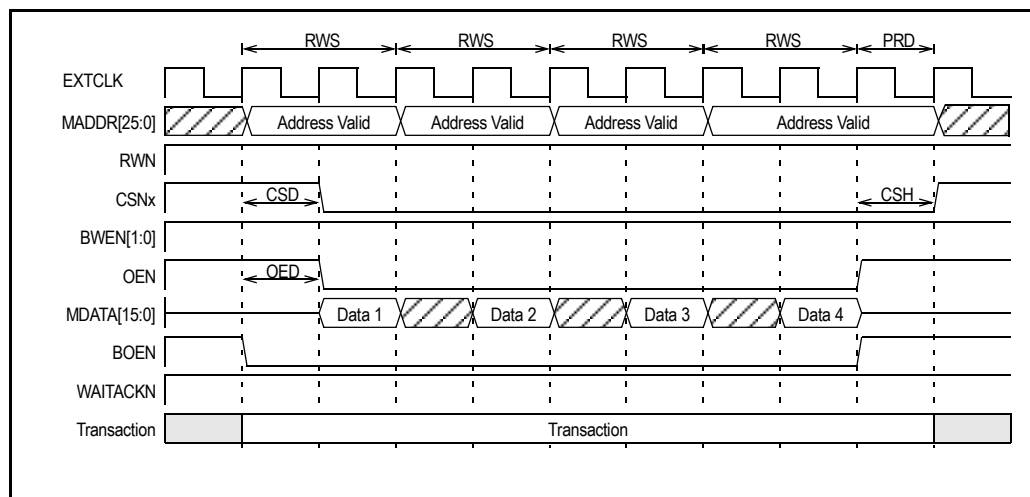 RWS RWS RWS RWS PRD
EXTCLK
MADDR[25:0] Address Valid Address Valid Address Valid Address Valid
RWN
CSNx CSD CSH
BWEN[1:0]
OEN OED
MDATA[15:0] Data 1 Data 2 Data 3 Data 4
BOEN
WAITACKN
Transaction Transaction